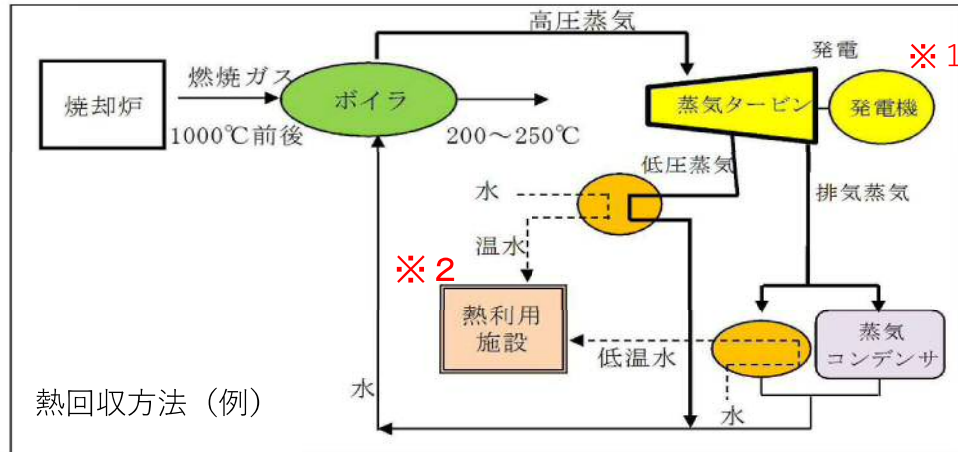 高圧蒸気
発電
※１
焼却炉
燃焼ガス
1000℃前後
ボイラ
200～250℃
蒸気タービン
発電機
低圧蒸気
排気蒸気
水
温水
※２
熱利用
施設
低温水
蒸気
コンデンサ
水
水
熱回収方法（例）